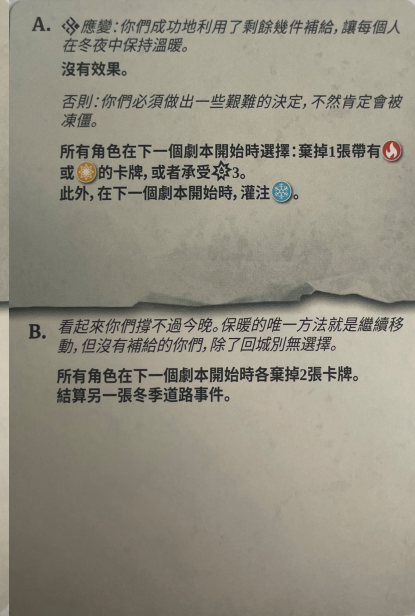 A. 應變：你們成功地利用了剩餘幾件補給，讓每個人
在冬夜中保持溫暖。
沒有效果。
否則：你們必須做出一些艱難的決定，不然肯定會被
凍僵。
所有角色在下一個劇本開始時選擇：棄掉1張帶有
或的卡牌，或者承受3。
此外，在下一個劇本開始時，灌注。
B. 看起來你們撐不過今晚。保暖的唯一方法就是繼續移
動，但沒有補給的你們，除了回城別無選擇。
所有角色在下一個劇本開始時各棄掉2張卡牌。
結算另一張冬季道路事件。